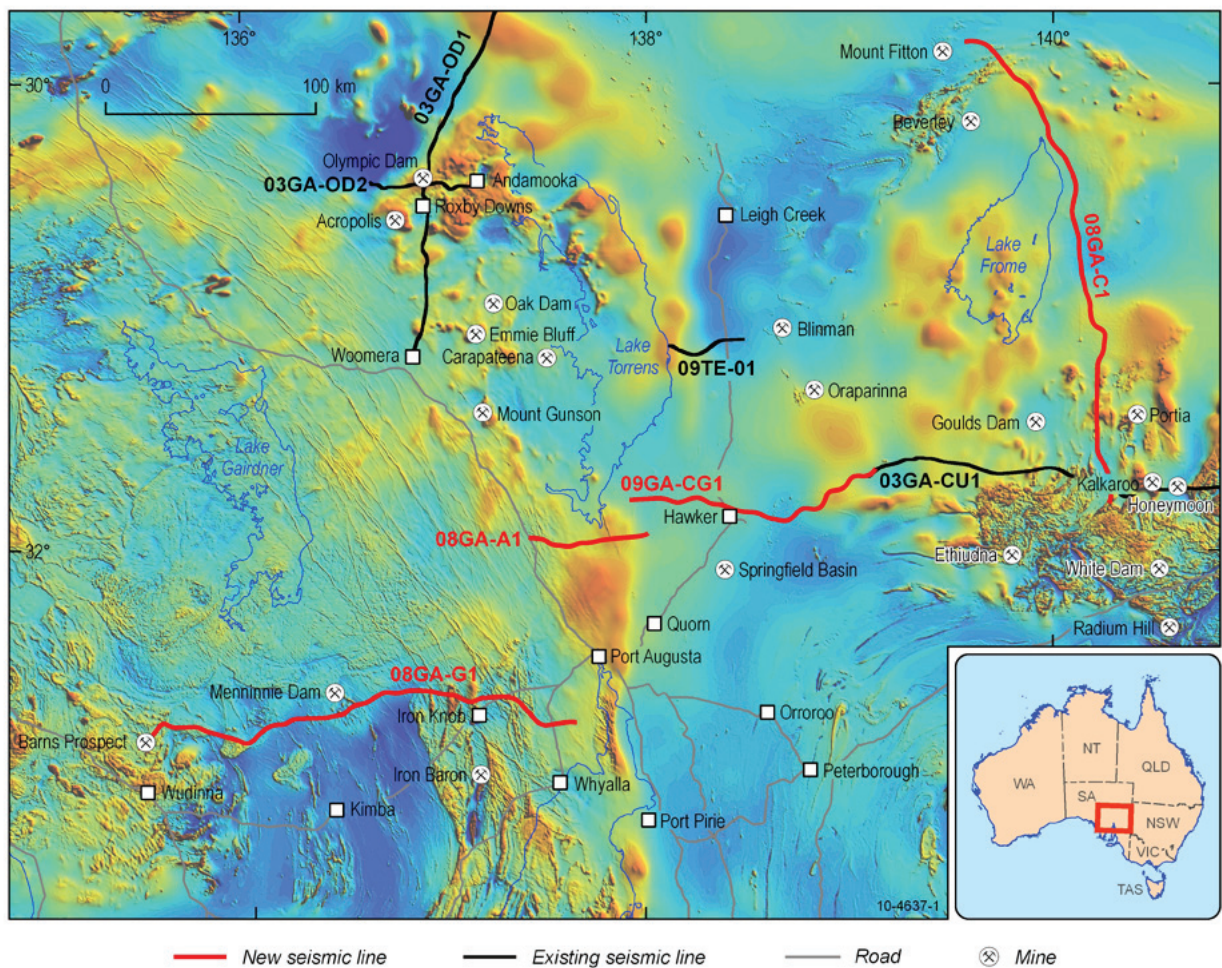 136°
138°
140°
30°
0
100 km
03GA-OD1
Mount Fitton
Beverley
Olympic Dam
03GA-OD2
Andamooka
Roxby Downs
Acropolis
Leigh Creek
08GA-C1
Lake
Frome
Oak Dam
Emmie Bluff
Woomera
Carapateena
Lake
Torrens
Blinman
09TE-01
Oraparinna
Mount Gunson
Goulds Dam
Portia
Lake
Gairdner
09GA-CG1
03GA-CU1
Kalkaroo
Honeymoon
Hawker
08GA-A1
32°
Ethiudna
White Dam
Springfield Basin
Quorn
Radium Hill
Port Augusta
08GA-G1
Menninnie Dam
Iron Knob
Orroroo
Barns Prospect
Iron Baron
Whyalla
Peterborough
Wudinna
Kimba
Port Pirie
NT
QLD
WA
SA
NSW
VIC
TAS
10-4637-1
New seismic line
Existing seismic line
Road
Mine